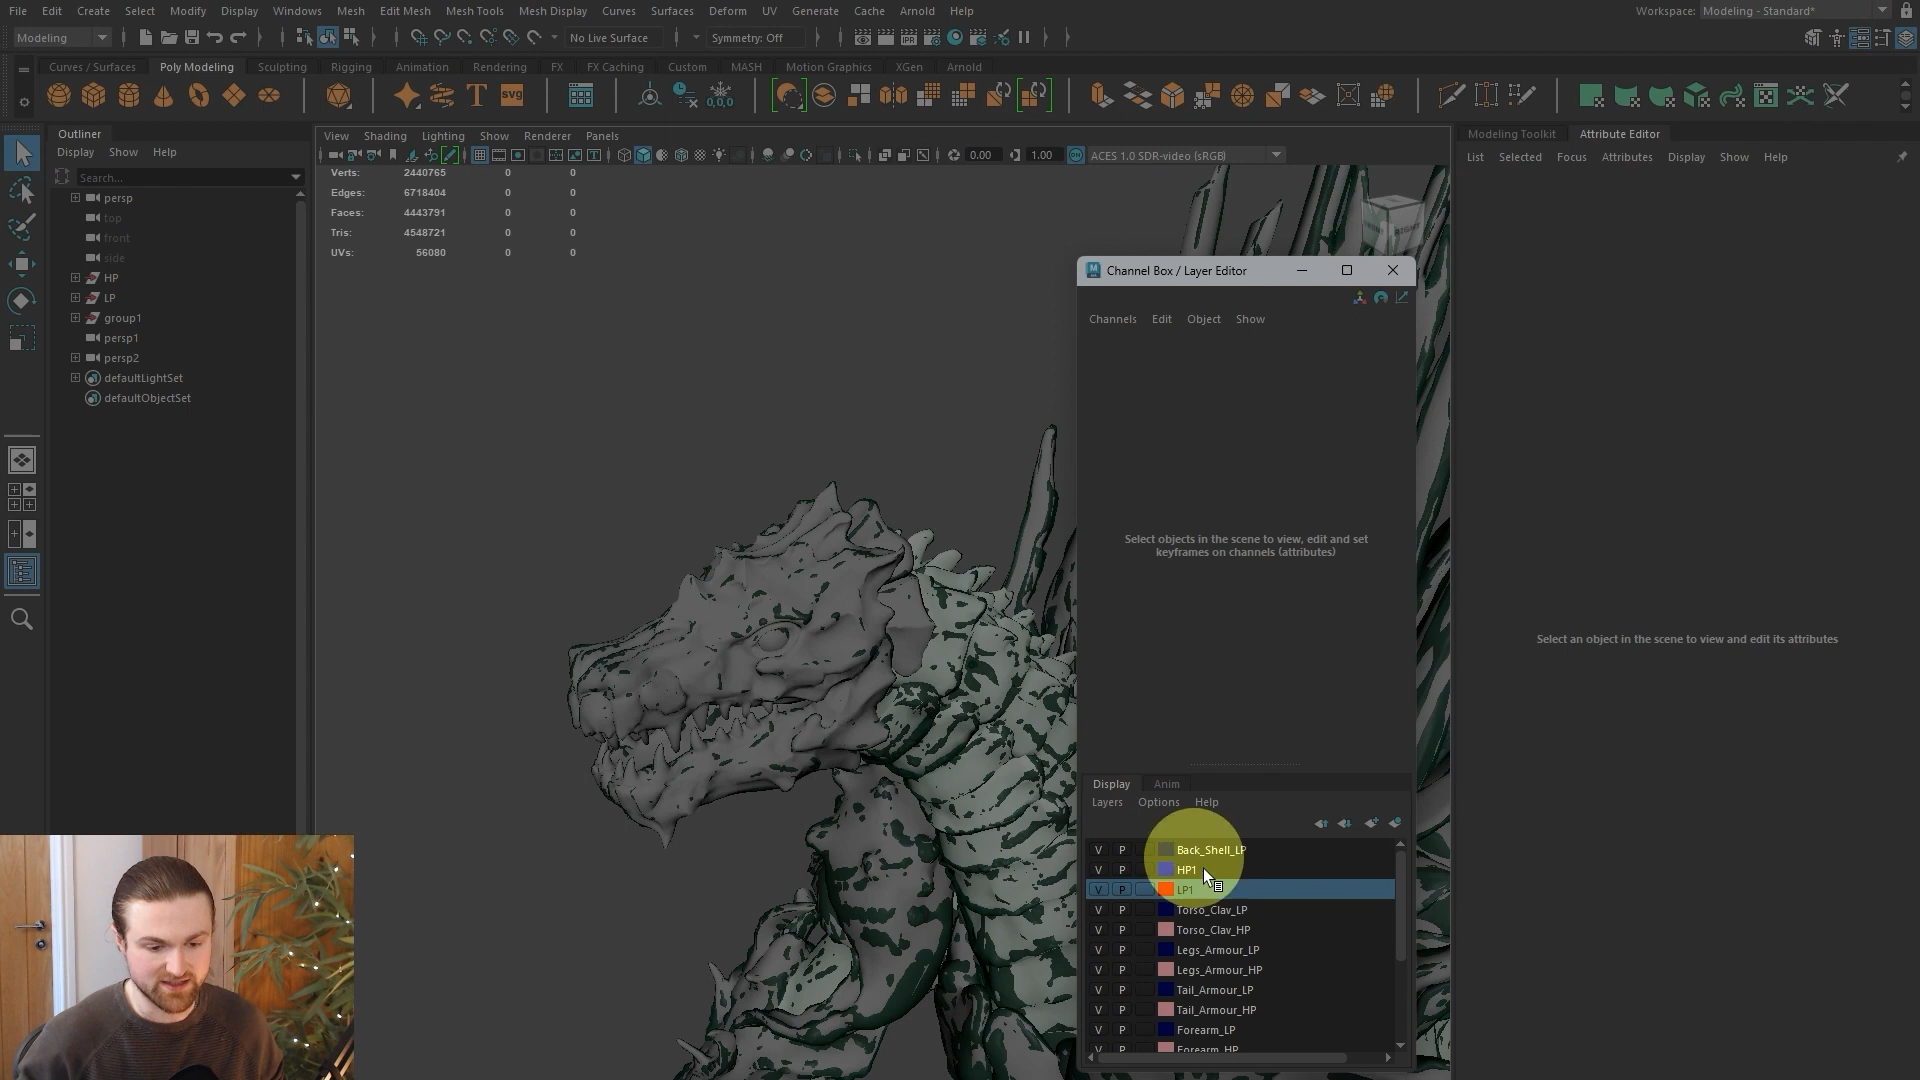 File Edit Create Select Modify Display Windows Mesh Edit Mesh Mesh Tools Mesh Display Curves Surfaces Deform UV Generate Cache Arnold Help Workspace: Modeling - Standard*
Modeling No Live Surface Symmetry: Off
Curves / Surfaces Poly Modeling Sculpting Rigging Animation Rendering FX FX Caching Custom MASH Motion Graphics XGen Arnold
T svg 0,0,0
Outliner
Display Show Help
Search...
persp
top
front
side
HP
LP
group1
persp1
persp2
defaultLightSet
defaultObjectSet
View Shading Lighting Show Renderer Panels
0.00 1.00 ACES 1.0 SDR-video (sRGB)
Verts: 2440765 0 0
Edges: 6718404 0 0
Faces: 4443791 0 0
Tris: 4548721 0 0
UVs: 56080 0 0
Channel Box / Layer Editor
Channels Edit Object Show
Select objects in the scene to view, edit and set
keyframes on channels (attributes)
Display Anim
Layers Options Help
V P Back_Shell_LP
V P HP1
V P LP1
V P Torso_Clav_LP
V P Torso_Clav_HP
V P Legs_Armour_LP
V P Legs_Armour_HP
V P Tail_Armour_LP
V P Tail_Armour_HP
V P Forearm_LP
V P Forearm_HP
Modeling Toolkit Attribute Editor
List Selected Focus Attributes Display Show Help
Select an object in the scene to view and edit its attributes